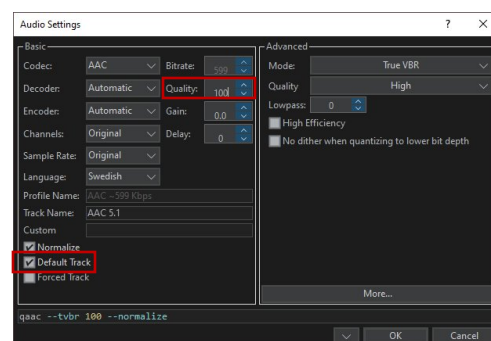 Audio Settings
? ×
Basic
Codec: AAC Bitrate: 599
Decoder: Automatic Quality: 100
Encoder: Automatic Gain: 0.0
Channels: Original Delay: 0
Sample Rate: Original
Language: Swedish
Profile Name: AAC ~599 Kbps
Track Name: AAC 5.1
Custom
Normalize
Default Track
Forced Track
Advanced
Mode: True VBR
Quality High
Lowpass: 0
High Efficiency
No dither when quantizing to lower bit depth
More...
qaac --tvbr 100 --normalize
OK Cancel